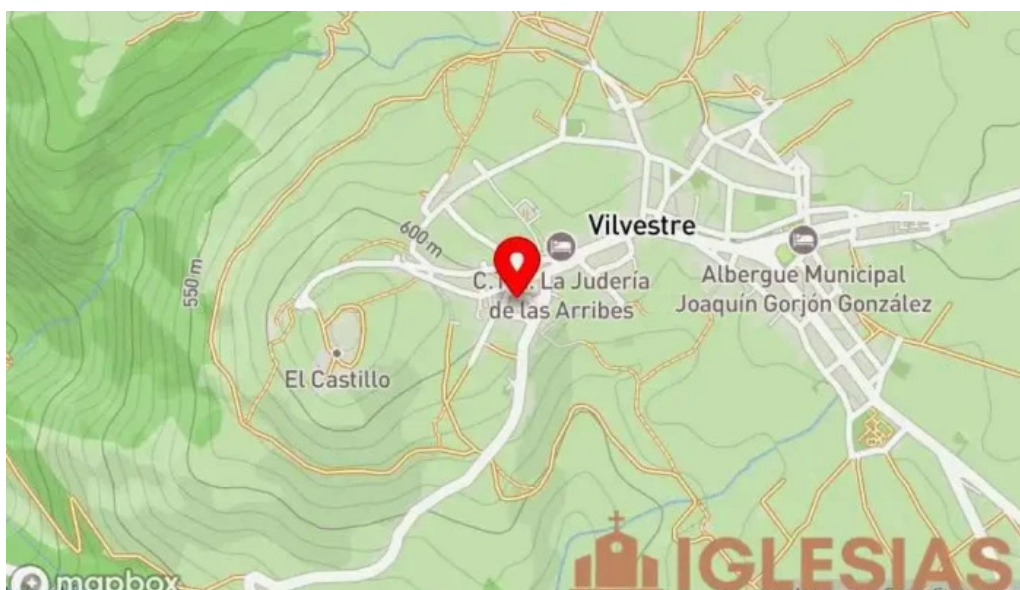 Vilvestre
600 m
550 m
La Judería
de las Arribes
Albergue Municipal
Joaquín Gorjón González
El Castillo
mapbox
IGLESIAS